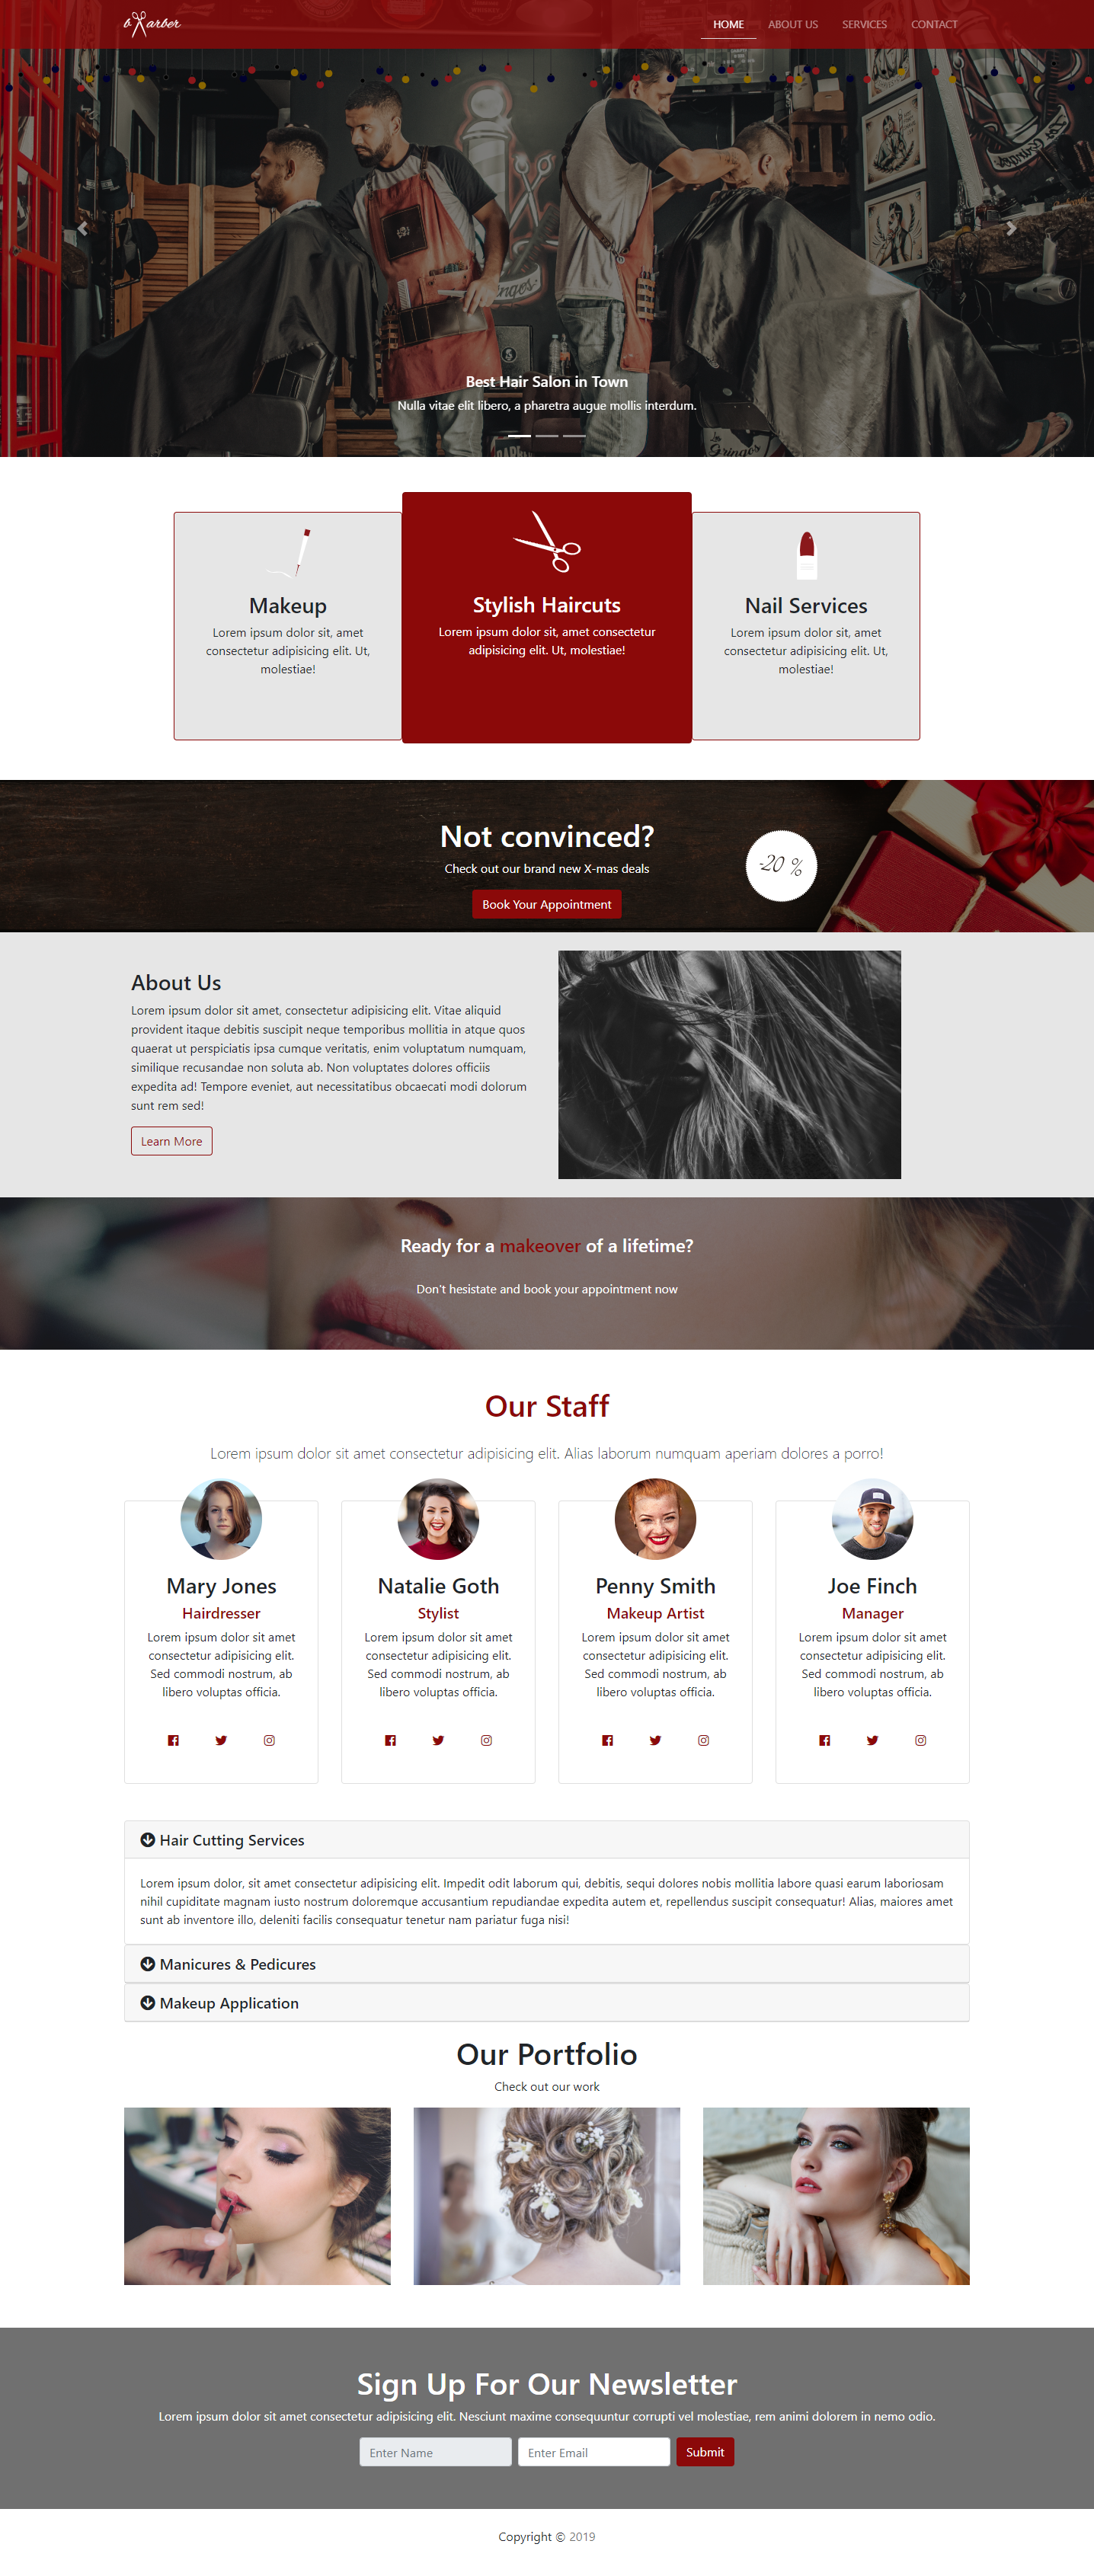 b arber
HOME ABOUT US SERVICES CONTACT
Best Hair Salon in Town
Nulla vitae elit libero, a pharetra augue mollis interdum.
Makeup
Lorem ipsum dolor sit, amet
consectetur adipisicing elit. Ut,
molestiae!
Stylish Haircuts
Lorem ipsum dolor sit, amet consectetur
adipisicing elit. Ut, molestiae!
Nail Services
Lorem ipsum dolor sit, amet
consectetur adipisicing elit. Ut,
molestiae!
Not convinced?
Check out our brand new X-mas deals
Book Your Appointment
-20 %
About Us
Lorem ipsum dolor sit amet, consectetur adipisicing elit. Vitae aliquid
provident itaque debitis suscipit neque temporibus mollitia in atque quos
quaerat ut perspiciatis ipsa cumque veritatis, enim voluptatum numquam,
similique recusandae non soluta ab. Non voluptates dolores officiis
expedita ad! Tempore eveniet, aut necessitatibus obcaecati modi dolorum
sunt rem sed!
Learn More
Ready for a makeover of a lifetime?
Don't hesistate and book your appointment now
Our Staff
Lorem ipsum dolor sit amet consectetur adipisicing elit. Alias laborum numquam aperiam dolores a porro!
Mary Jones
Hairdresser
Lorem ipsum dolor sit amet
consectetur adipisicing elit.
Sed commodi nostrum, ab
libero voluptas officia.
Natalie Goth
Stylist
Lorem ipsum dolor sit amet
consectetur adipisicing elit.
Sed commodi nostrum, ab
libero voluptas officia.
Penny Smith
Makeup Artist
Lorem ipsum dolor sit amet
consectetur adipisicing elit.
Sed commodi nostrum, ab
libero voluptas officia.
Joe Finch
Manager
Lorem ipsum dolor sit amet
consectetur adipisicing elit.
Sed commodi nostrum, ab
libero voluptas officia.
Hair Cutting Services
Lorem ipsum dolor, sit amet consectetur adipisicing elit. Impedit odit laborum qui, debitis, sequi dolores nobis mollitia labore quasi earum laboriosam
nihil cupiditate magnam iusto nostrum doloremque accusantium repudiandae expedita autem et, repellendus suscipit consequatur! Alias, maiores amet
sunt ab inventore illo, deleniti facilis consequatur tenetur nam pariatur fuga nisi!
Manicures & Pedicures
Makeup Application
Our Portfolio
Check out our work
Sign Up For Our Newsletter
Lorem ipsum dolor sit amet consectetur adipisicing elit. Nesciunt maxime consequuntur corrupti vel molestiae, rem animi dolorem in nemo odio.
Enter Name Enter Email Submit
Copyright © 2019